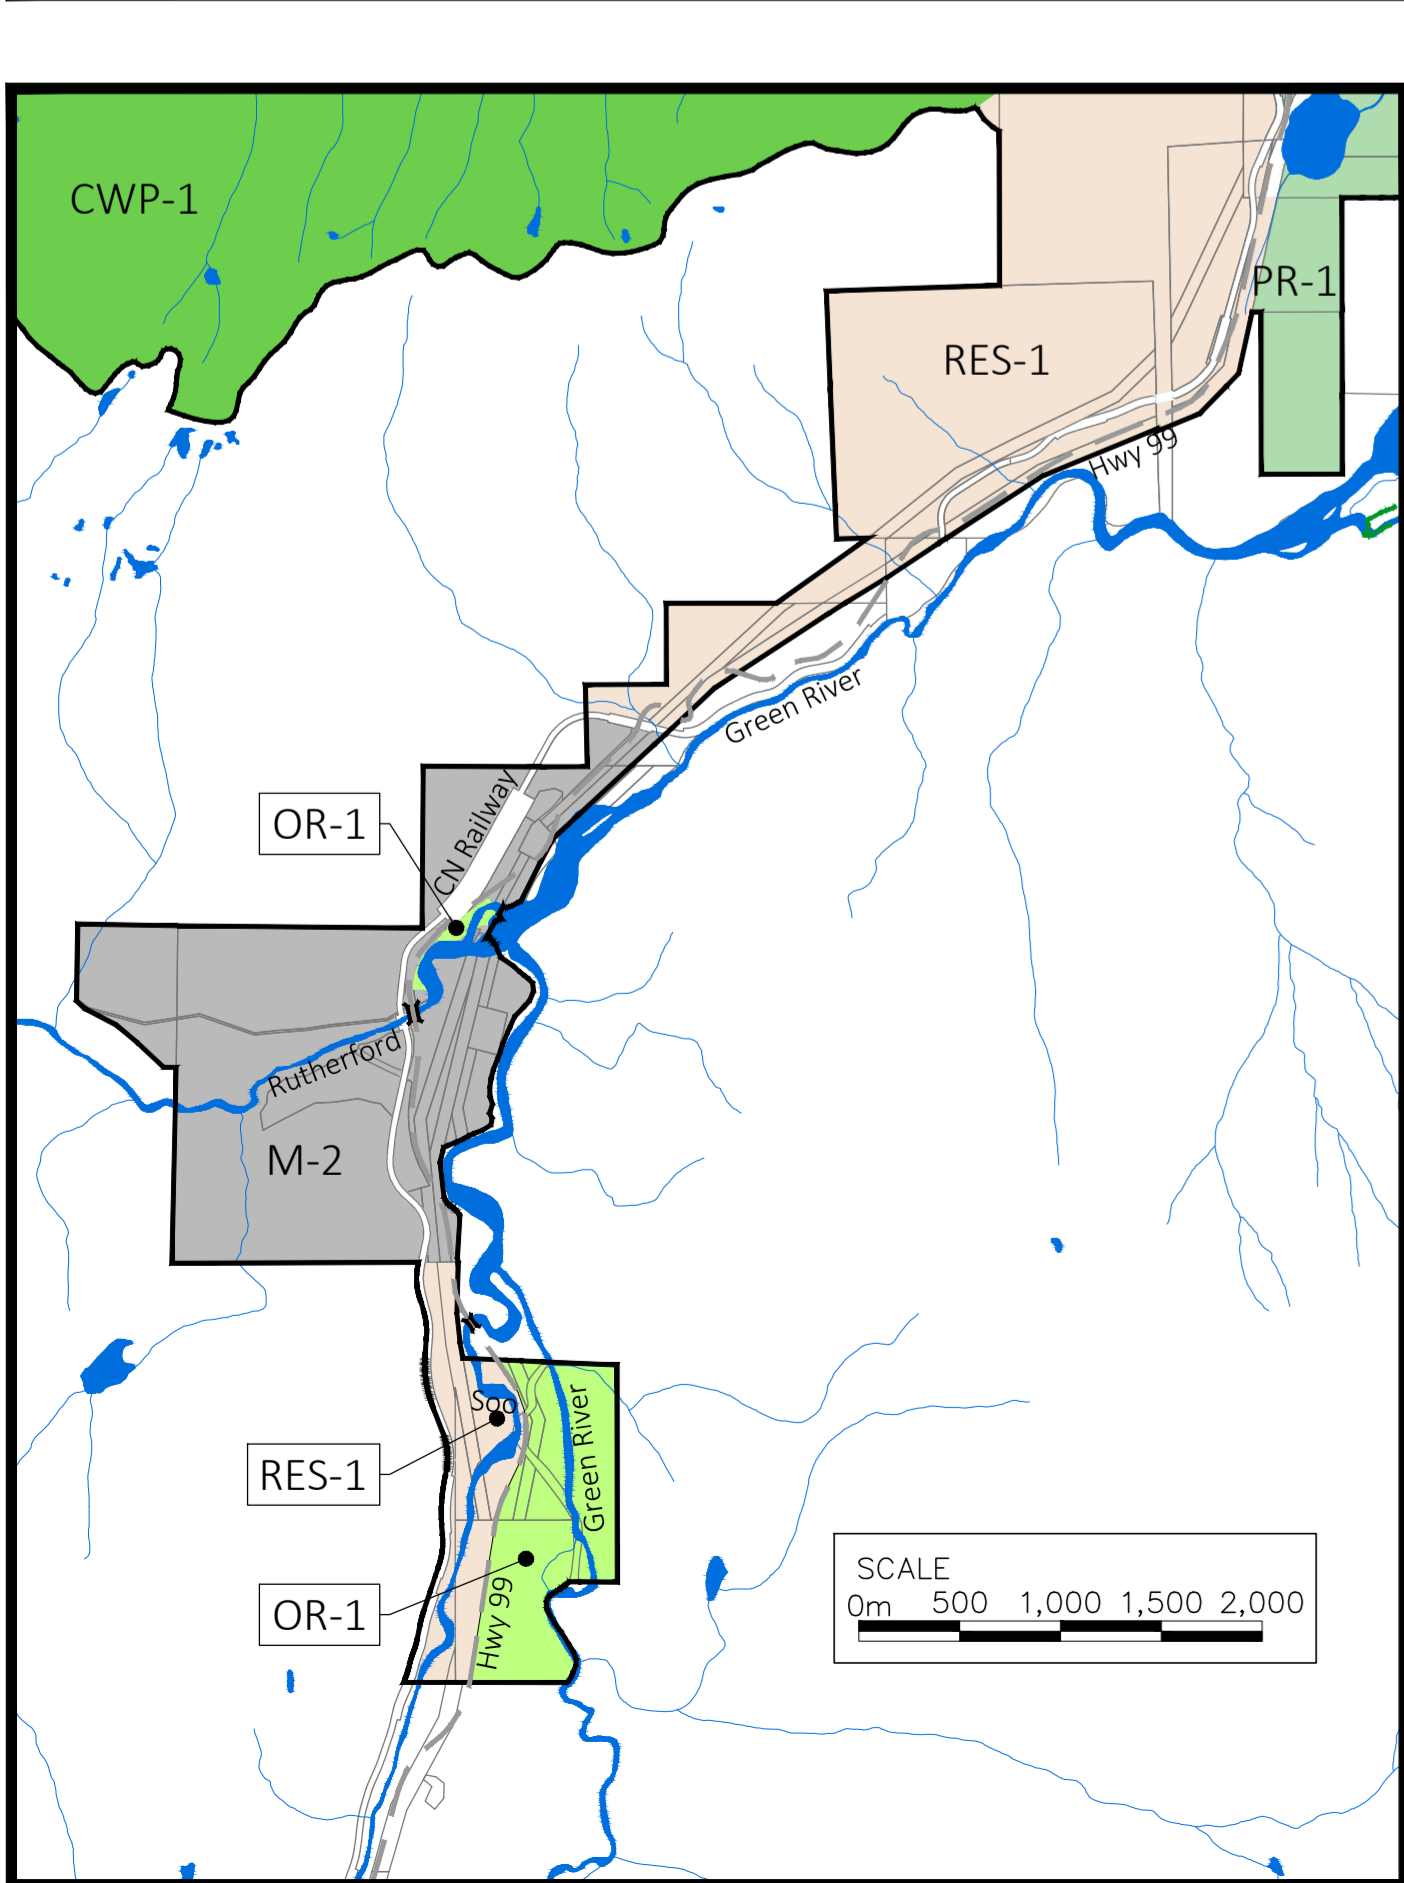 CWP-1
PR-1
RES-1
Hwy 99
Green River
CN Railway
OR-1
Rutherford
M-2
Soo
Green River
RES-1
OR-1
Hwy 99
SCALE
0m 500 1,000 1,500 2,000